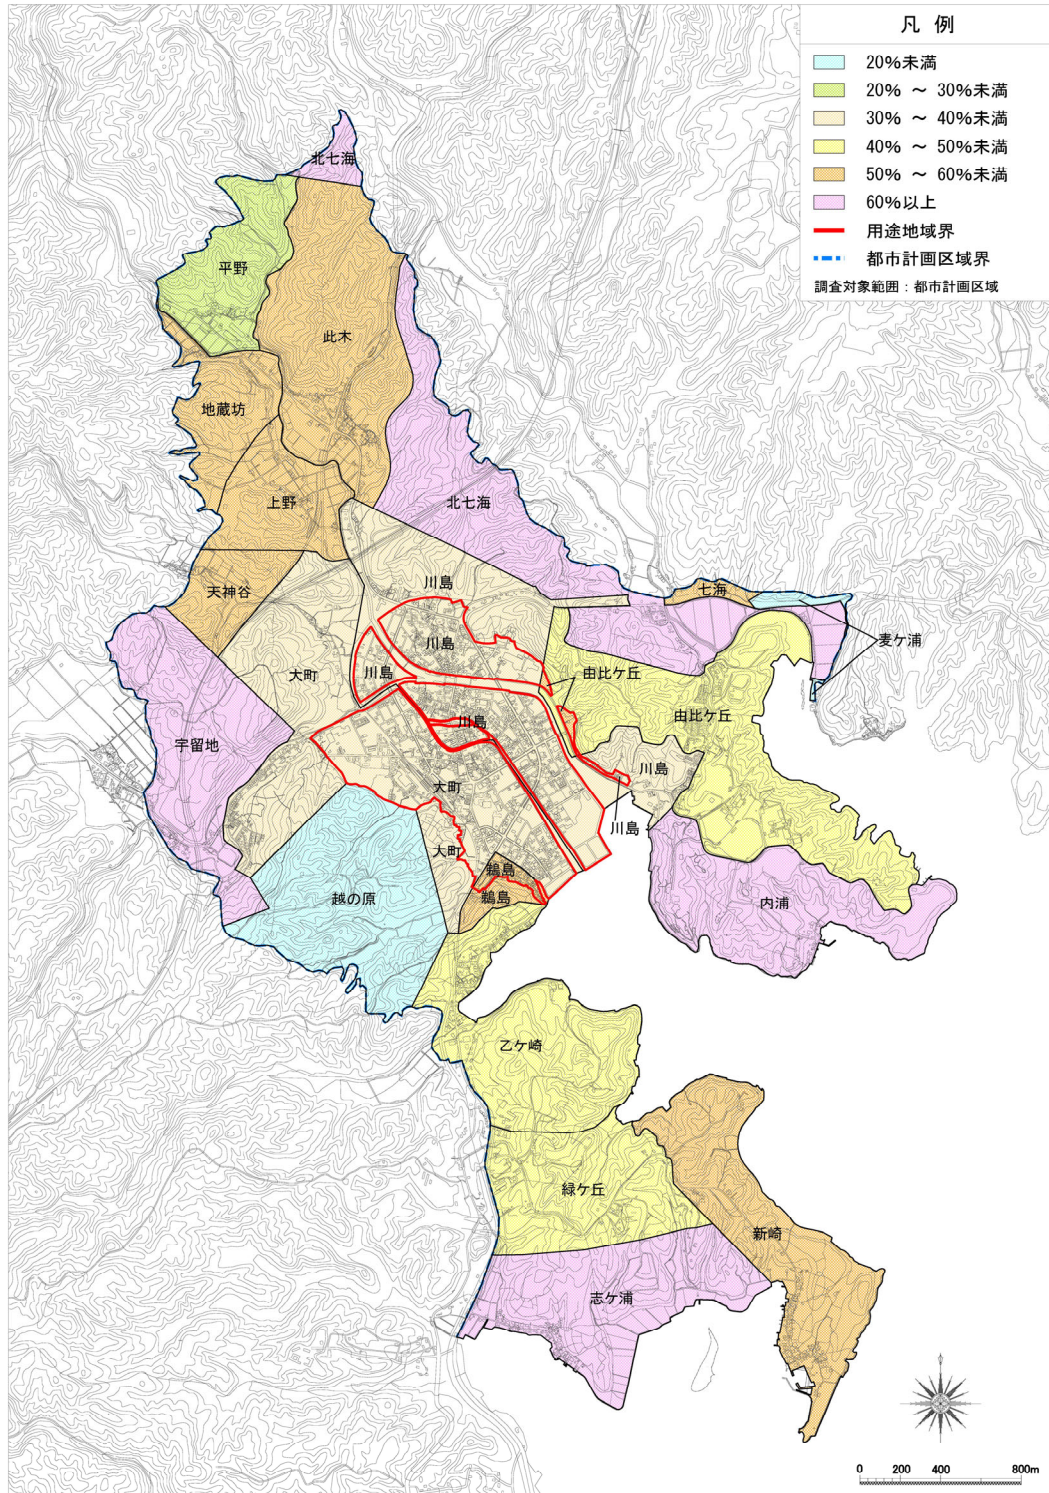 凡 例
20%未満
20% ～ 30%未満
30% ～ 40%未満
40% ～ 50%未満
50% ～ 60%未満
60%以上
用途地域界
都市計画区域界
調査対象範囲：都市計画区域
北七海
平野
此木
地蔵坊
上野
北七海
川島
七海
天神谷
麦ケ浦
川島
川島
大町
由比ケ丘
由比ケ丘
川島
宇留地
川島
大町
川島
大町
鵜島
鵜島
越の原
内浦
乙ケ崎
緑ケ丘
新崎
志ケ浦
0 200 400 800m